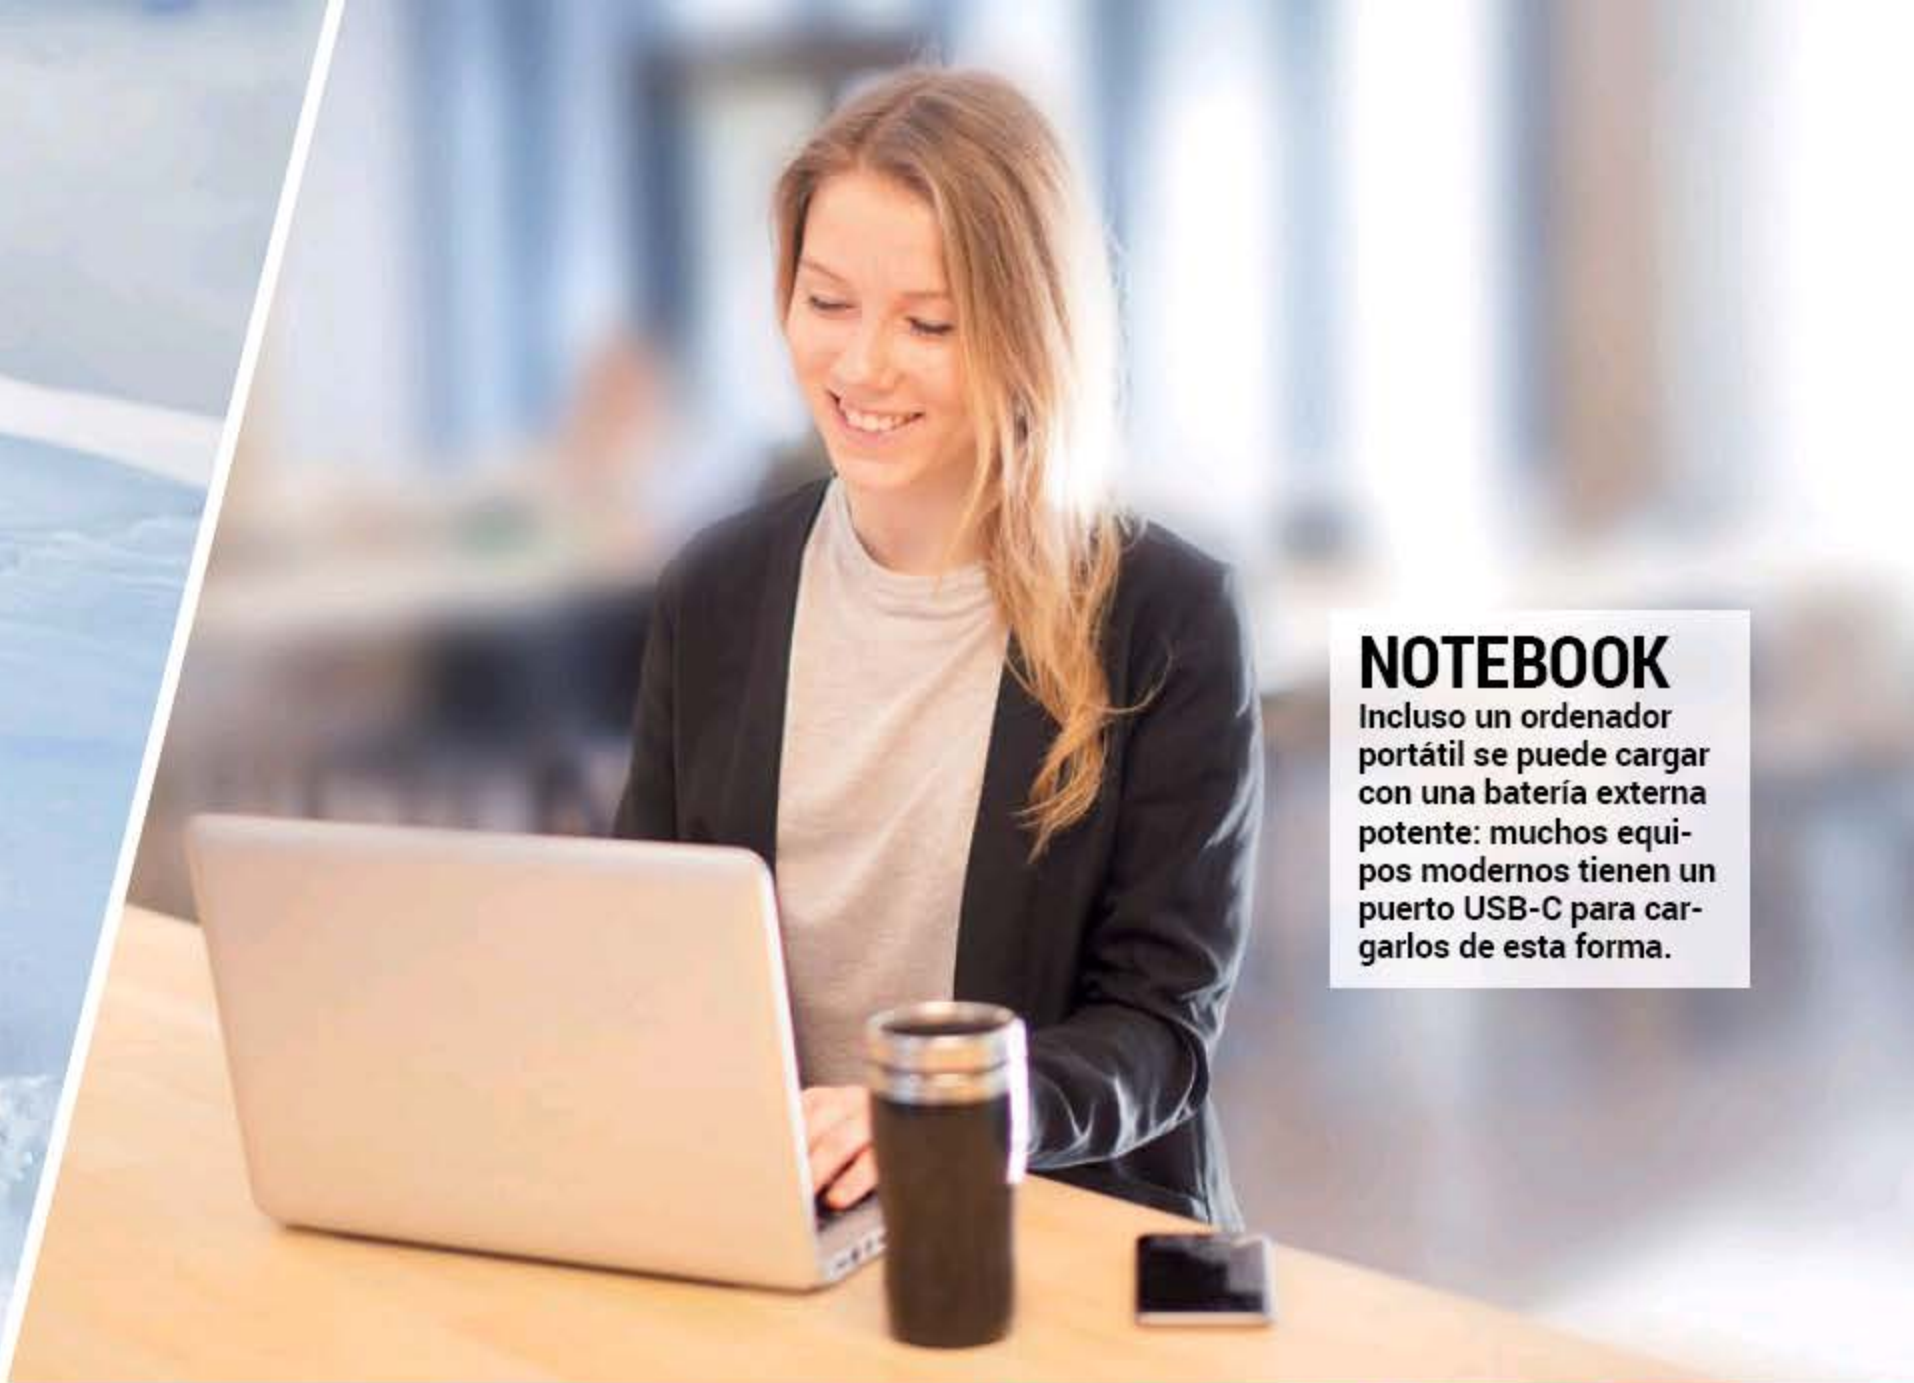 NOTEBOOK
Incluso un ordenador
portátil se puede cargar
con una batería externa
potente: muchos equi-
pos modernos tienen un
puerto USB-C para car-
garlos de esta forma.